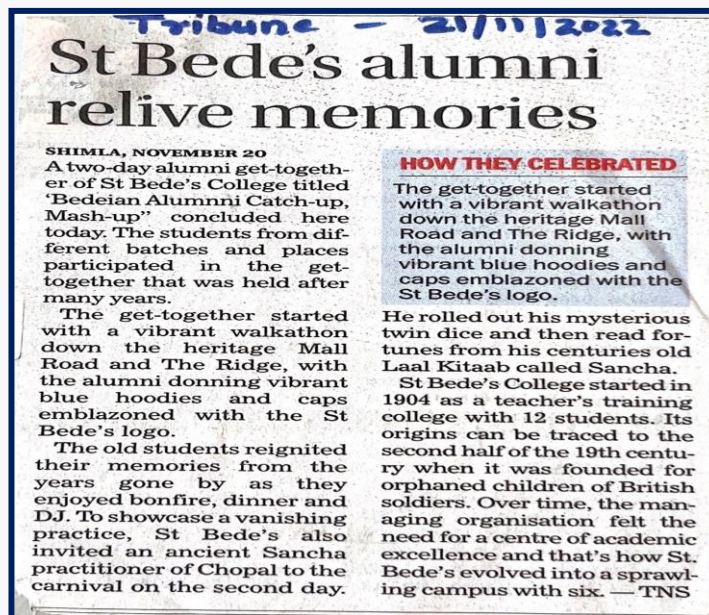 Tribune - 21/11/2022
St Bede's alumni
relive memories
SHIMLA, NOVEMBER 20
A two-day alumni get-togeth-
er of St Bede's College titled
'Bedeian Alumnni Catch-up,
Mash-up" concluded here
today. The students from dif-
ferent batches and places
participated in the get-
together that was held after
many years.
The get-together started
with a vibrant walkathon
down the heritage Mall
Road and The Ridge, with
the alumni donning vibrant
blue hoodies and caps
emblazoned with the St
Bede's logo.
The old students reignited
their memories from the
years gone by as they
enjoyed bonfire, dinner and
DJ. To showcase a vanishing
practice, St Bede's also
invited an ancient Sancha
practitioner of Chopal to the
carnival on the second day.
HOW THEY CELEBRATED
The get-together started
with a vibrant walkathon
down the heritage Mall
Road and The Ridge, with
the alumni donning
vibrant blue hoodies and
caps emblazoned with the
St Bede's logo.
He rolled out his mysterious
twin dice and then read for-
tunes from his centuries old
Laal Kitaab called Sancha.
St Bede's College started in
1904 as a teacher's training
college with 12 students. Its
origins can be traced to the
second half of the 19th centu-
ry when it was founded for
orphaned children of British
soldiers. Over time, the man-
aging organisation felt the
need for a centre of academic
excellence and that's how St.
Bede's evolved into a sprawl-
ing campus with six. — TNS